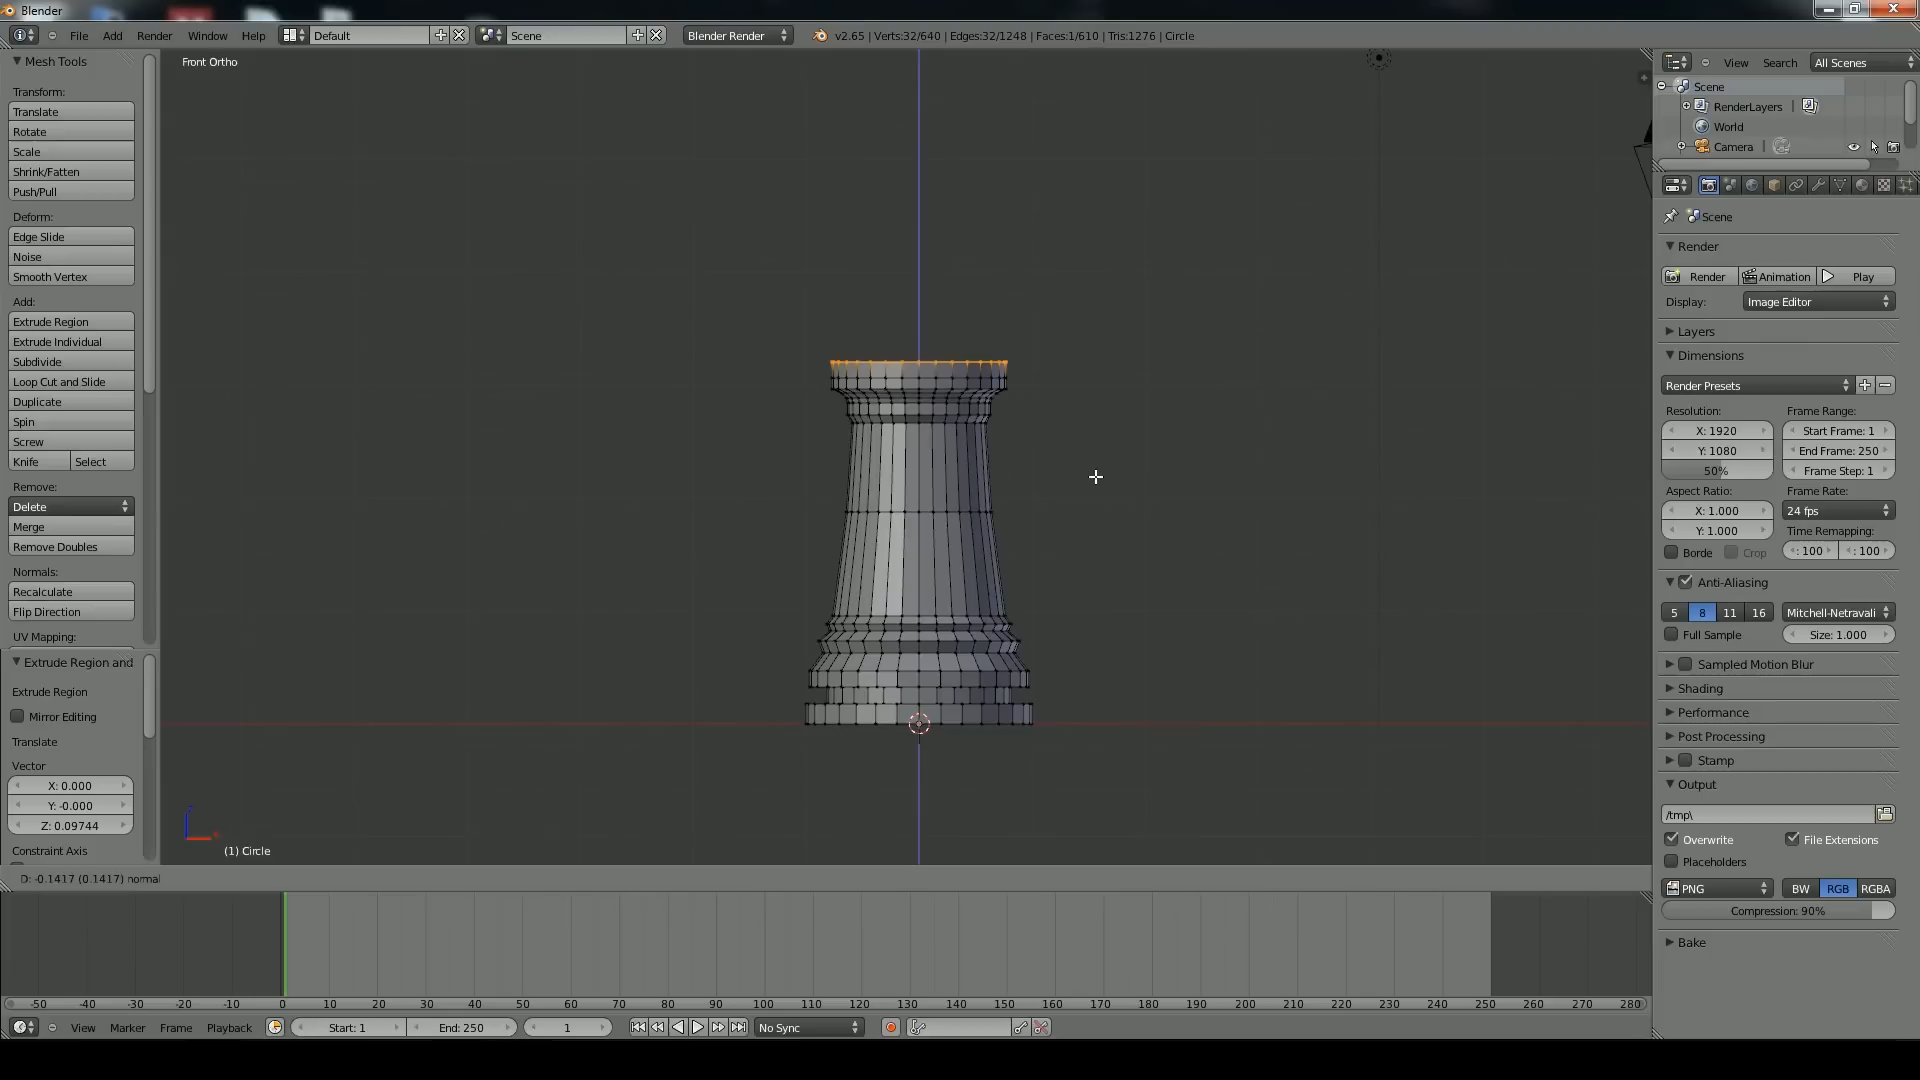 Blender
File Add Render Window Help Default Scene Blender Render v2.65 | Verts:32/640 | Edges:32/1248 | Faces:1/610 | Tris:1276 | Circle
Mesh Tools
Transform:
Translate
Rotate
Scale
Shrink/Fatten
Push/Pull
Deform:
Edge Slide
Noise
Smooth Vertex
Add:
Extrude Region
Extrude Individual
Subdivide
Loop Cut and Slide
Duplicate
Spin
Screw
Knife Select
Remove:
Delete
Merge
Remove Doubles
Normals:
Recalculate
Flip Direction
UV Mapping:
Extrude Region and
Extrude Region
Mirror Editing
Translate
Vector
X: 0.000
Y: -0.000
Z: 0.09744
Constraint Axis
Front Ortho
(1) Circle
D: -0.1417 (0.1417) normal
-50 -40 -30 -20 -10 0 10 20 30 40 50 60 70 80 90 100 110 120 130 140 150 160 170 180 190 200 210 220 230 240 250 260 270 280
View Marker Frame Playback Start: 1 End: 250 1 No Sync
View Search All Scenes
Scene
RenderLayers
World
Camera
Scene
Render
Render Animation Play
Display: Image Editor
Layers
Dimensions
Render Presets
Resolution: Frame Range:
X: 1920 Start Frame: 1
Y: 1080 End Frame: 250
50% Frame Step: 1
Aspect Ratio: Frame Rate:
X: 1.000 24 fps
Y: 1.000 Time Remapping:
Borde Crop : 100 : 100
Anti-Aliasing
5 8 11 16 Mitchell-Netravali
Full Sample Size: 1.000
Sampled Motion Blur
Shading
Performance
Post Processing
Stamp
Output
/tmp\
Overwrite File Extensions
Placeholders
PNG BW RGB RGBA
Compression: 90%
Bake